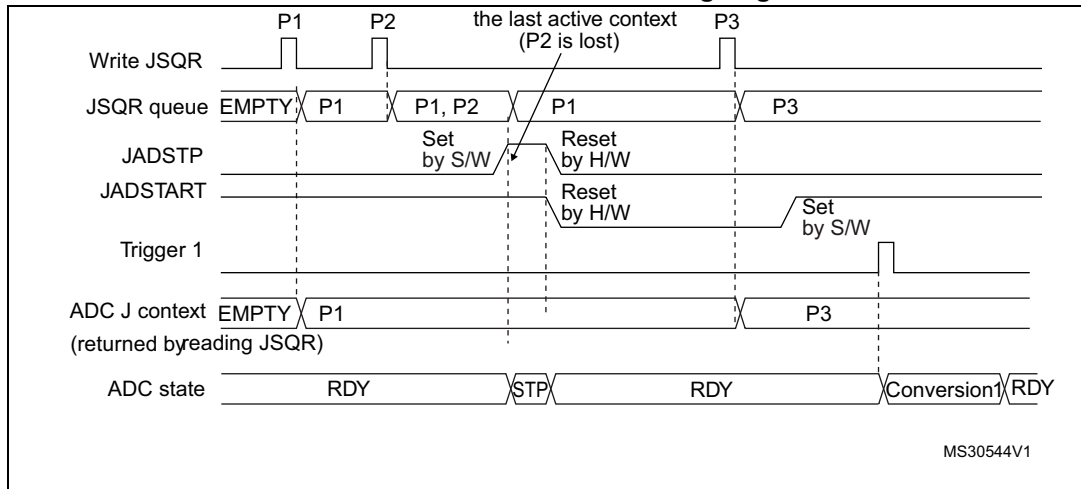 P1 P2 the last active context P3
(P2 is lost)
Write JSQR
JSQR queue EMPTY P1 P1, P2 P1 P3
Set Reset
JADSTP by S/W by H/W
JADSTART Reset
by H/W Set
by S/W
Trigger 1
ADC J context EMPTY P1 P3
(returned byreading JSQR)
ADC state RDY STP RDY Conversion1 RDY
MS30544V1